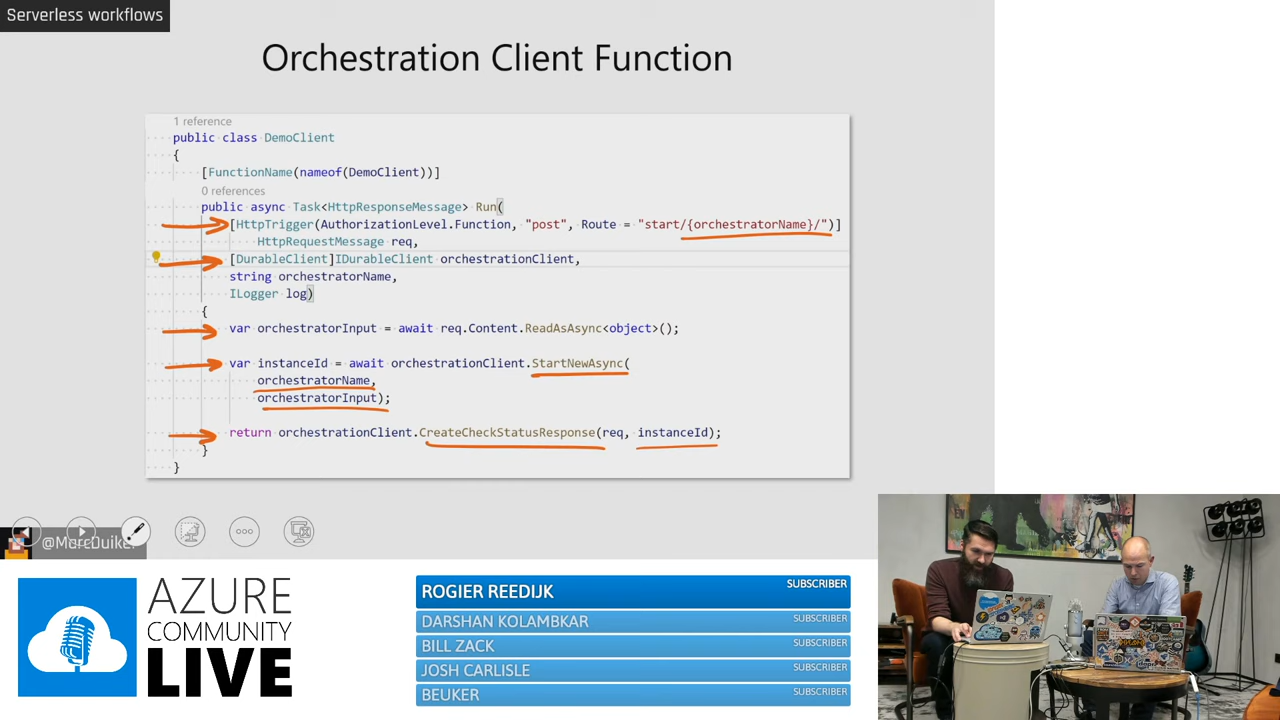 Serverless workflows
Orchestration Client Function
1 reference
public class DemoClient
{
[FunctionName(nameof(DemoClient))]
0 references
public async Task<HttpResponseMessage> Run(
[HttpTrigger(AuthorizationLevel.Function, "post", Route = "start/{orchestratorName}/")]
HttpRequestMessage req,
[DurableClient]IDurableClient orchestrationClient,
string orchestratorName,
ILogger log)
{
var orchestratorInput = await req.Content.ReadAsAsync<object>();
var instanceId = await orchestrationClient.StartNewAsync(
orchestratorName,
orchestratorInput);
return orchestrationClient.CreateCheckStatusResponse(req, instanceId);
}
}
@MarcDuiker
AZURE
COMMUNITY
LIVE
ROGIER REEDIJK SUBSCRIBER
DARSHAN KOLAMBKAR SUBSCRIBER
BILL ZACK SUBSCRIBER
JOSH CARLISLE SUBSCRIBER
BEUKER SUBSCRIBER